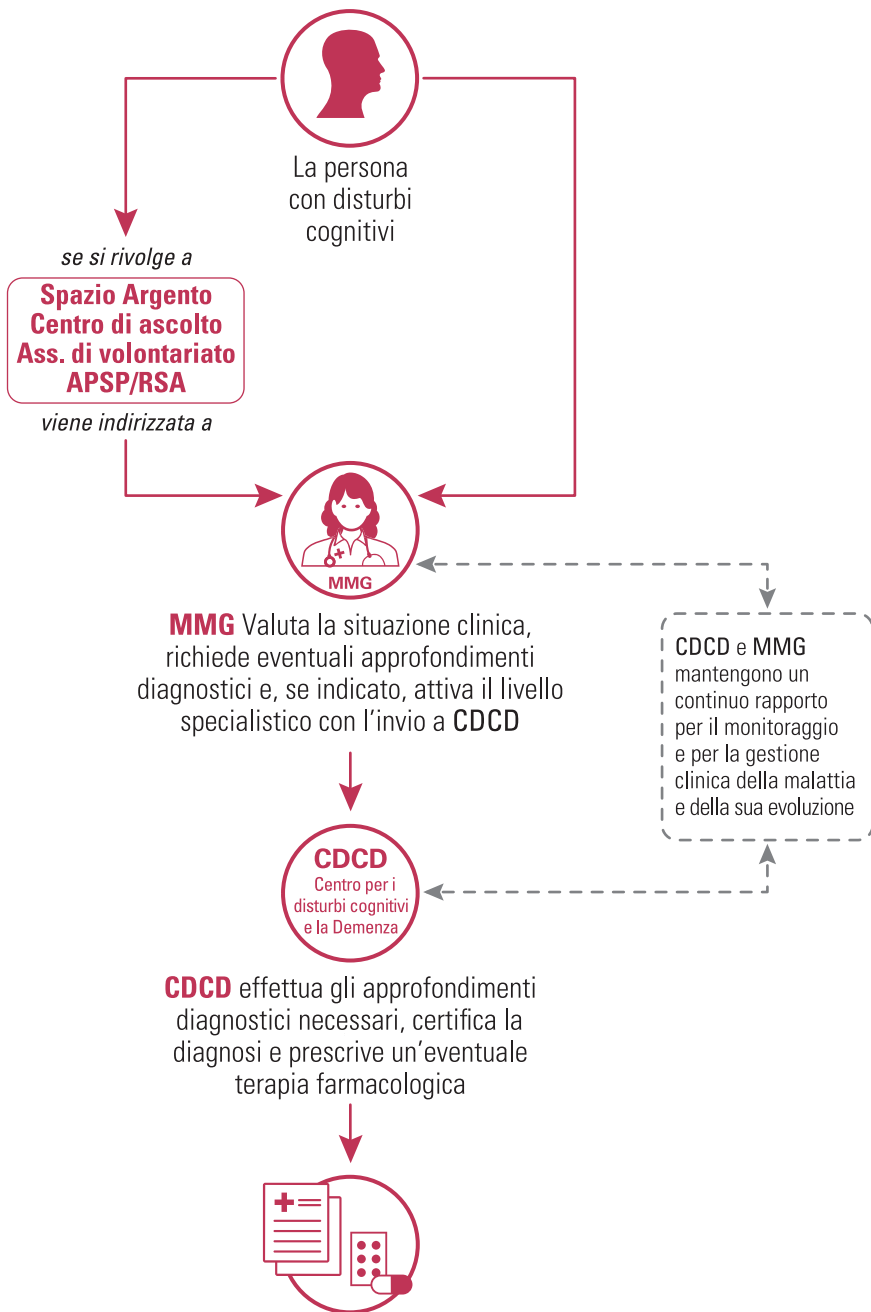 La persona
con disturbi
cognitivi
se si rivolge a
Spazio Argento
Centro di ascolto
Ass. di volontariato
APSP/RSA
viene indirizzata a
MMG
MMG Valuta la situazione clinica,
richiede eventuali approfondimenti
diagnostici e, se indicato, attiva il livello
specialistico con l’invio a CDCD
CDCD e MMG
mantengono un
continuo rapporto
per il monitoraggio
e per la gestione
clinica della malattia
e della sua evoluzione
CDCD
Centro per i
disturbi cognitivi
e la Demenza
CDCD effettua gli approfondimenti
diagnostici necessari, certifica la
diagnosi e prescrive un’eventuale
terapia farmacologica